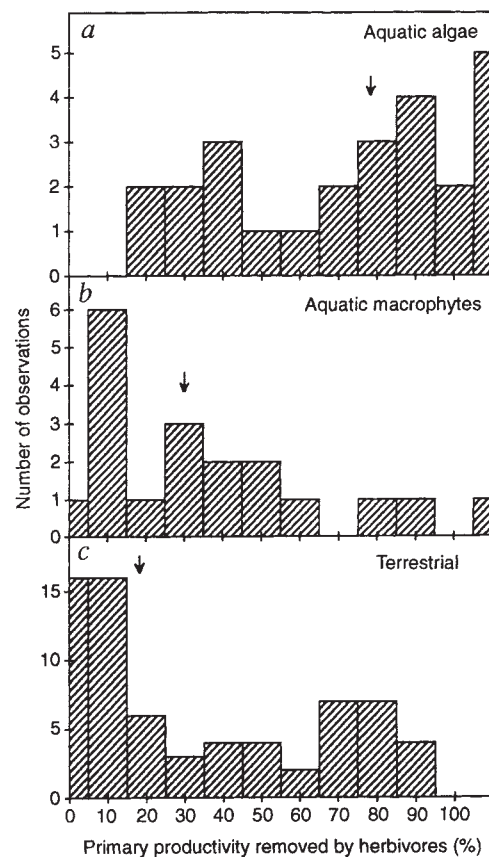 a
Aquatic algae
5
4
3
2
1
0
b
Aquatic macrophytes
6
5
4
3
2
1
0
Number of observations
c
Terrestrial
15
10
5
0
0 10 20 30 40 50 60 70 80 90 100
Primary productivity removed by herbivores (%)